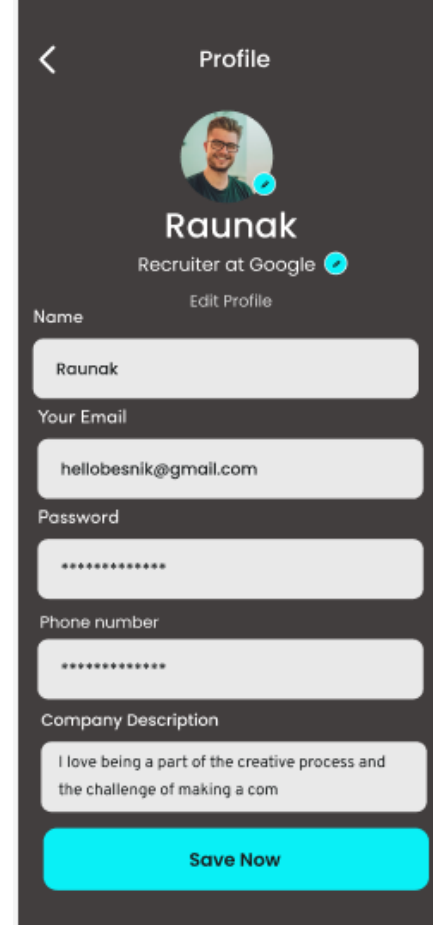 Profile
Raunak
Recruiter at Google
Edit Profile
Name
Raunak
Your Email
hellobesnik@gmail.com
Password
*************
Phone number
*************
Company Description
I love being a part of the creative process and
the challenge of making a com
Save Now